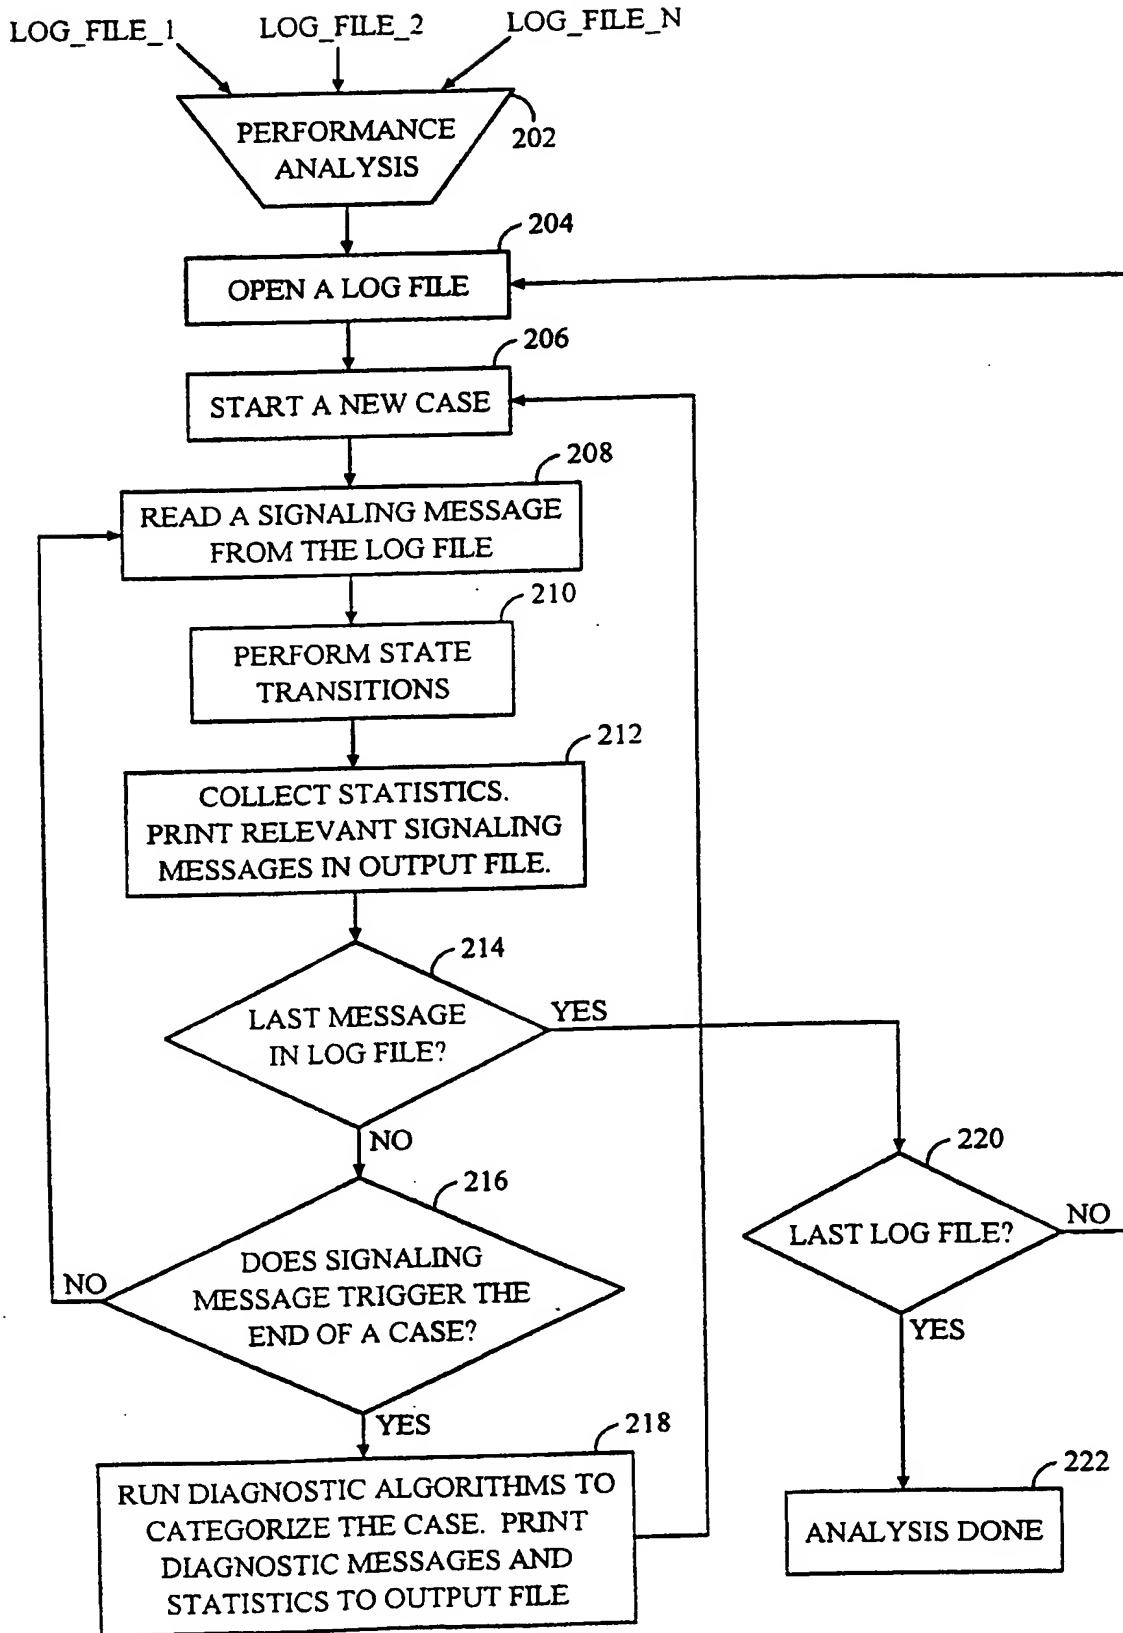 LOG_FILE_1
LOG_FILE_2
LOG_FILE_N
PERFORMANCE
ANALYSIS
202
204
OPEN A LOG FILE
206
START A NEW CASE
208
READ A SIGNALING MESSAGE
FROM THE LOG FILE
210
PERFORM STATE
TRANSITIONS
212
COLLECT STATISTICS.
PRINT RELEVANT SIGNALING
MESSAGES IN OUTPUT FILE.
214
LAST MESSAGE
IN LOG FILE?
YES
NO
216
DOES SIGNALING
MESSAGE TRIGGER THE
END OF A CASE?
NO
YES
218
RUN DIAGNOSTIC ALGORITHMS TO
CATEGORIZE THE CASE. PRINT
DIAGNOSTIC MESSAGES AND
STATISTICS TO OUTPUT FILE
220
LAST LOG FILE?
NO
YES
222
ANALYSIS DONE